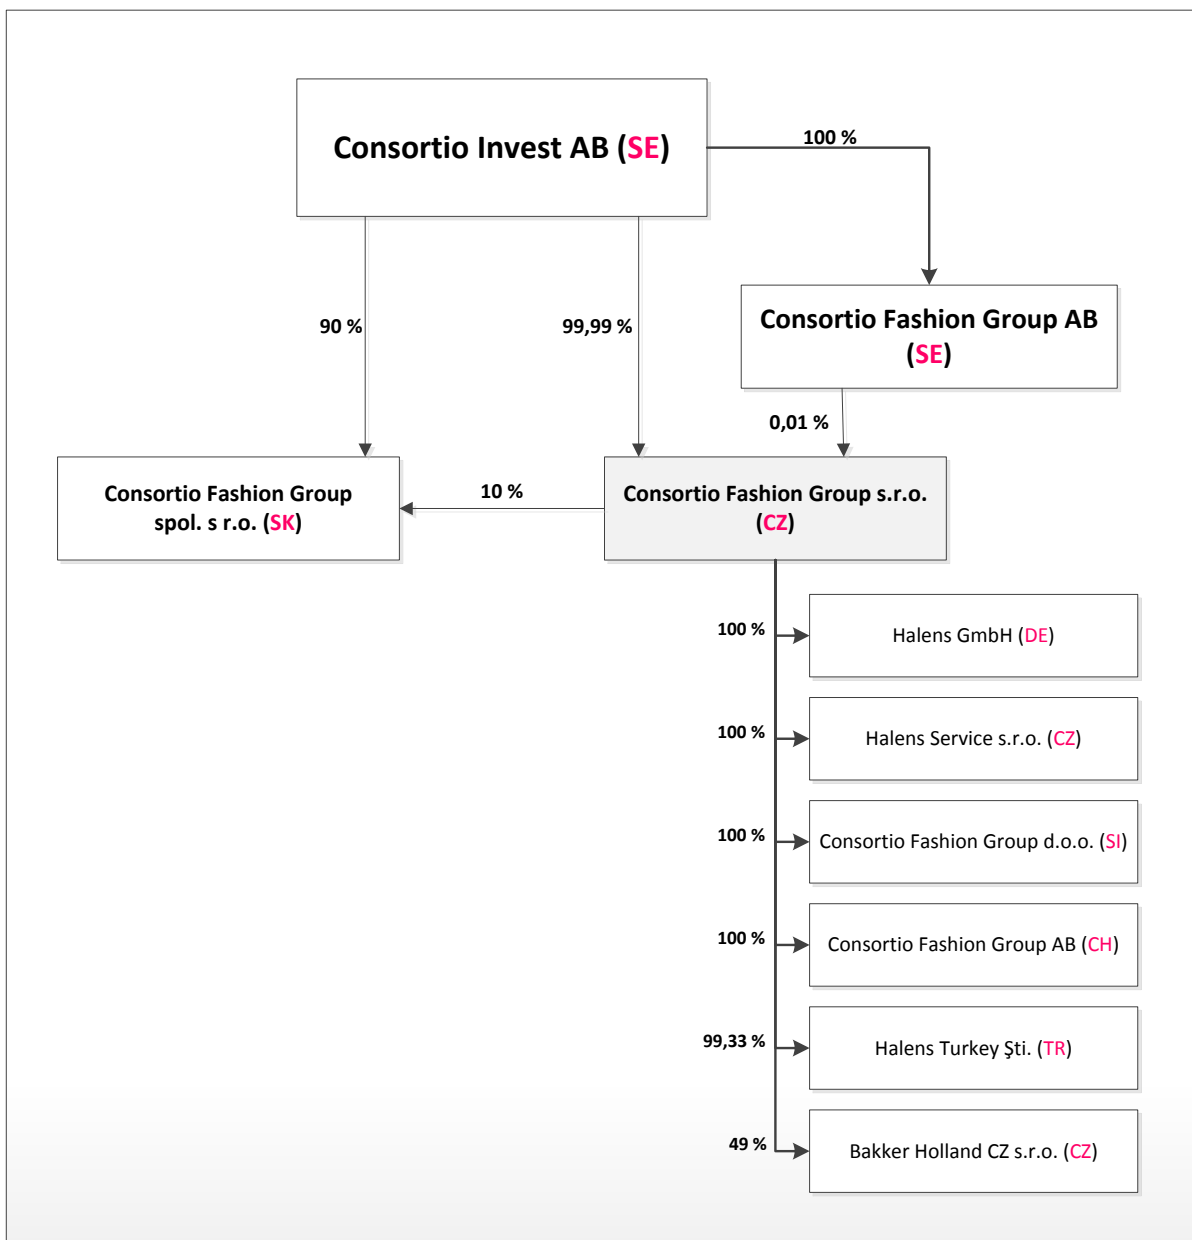 Consortio Invest AB (SE)
100 %
90 %
99,99 %
Consortio Fashion Group AB
(SE)
0,01 %
Consortio Fashion Group
spol. s r.o. (SK)
10 %
Consortio Fashion Group s.r.o.
(CZ)
100 %
Halens GmbH (DE)
100 %
Halens Service s.r.o. (CZ)
100 %
Consortio Fashion Group d.o.o. (SI)
100 %
Consortio Fashion Group AB (CH)
99,33 %
Halens Turkey Şti. (TR)
49 %
Bakker Holland CZ s.r.o. (CZ)